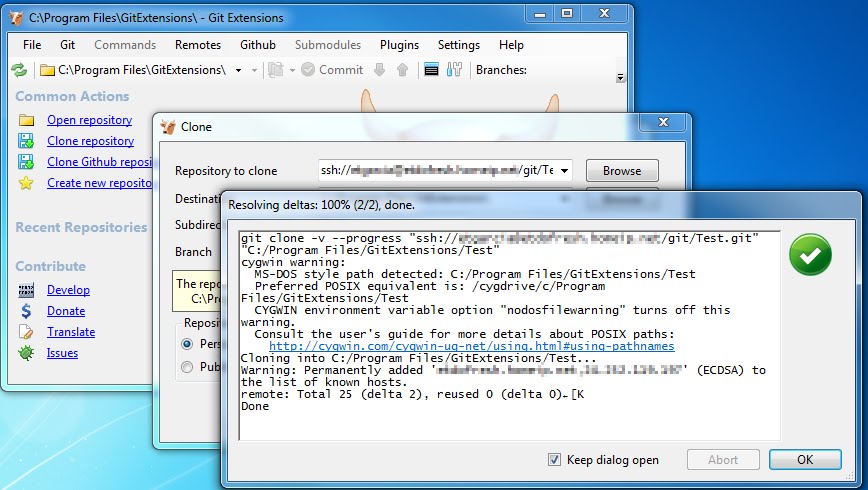 C:\Program Files\GitExtensions\ - Git Extensions
File Git Commands Remotes Github Submodules Plugins Settings Help
C:\Program Files\GitExtensions\ Commit Branches:
Common Actions
Open repository
Clone repository
Clone Github reposi
Create new reposito
Recent Repositories
Contribute
Develop
Donate
Translate
Issues
Clone
Repository to clone ssh:// /git/Te Browse
Destinati
Subdirec
Branch
The repo
C:\Pro
Reposi
Pers
Pub
Resolving deltas: 100% (2/2), done.
git clone -v --progress "ssh:// /git/Test.git"
"C:/Program Files/GitExtensions/Test"
cygwin warning:
MS-DOS style path detected: C:/Program Files/GitExtensions/Test
Preferred POSIX equivalent is: /cygdrive/c/Program
Files/GitExtensions/Test
CYGWIN environment variable option "nodosfilewarning" turns off this
warning.
Consult the user's guide for more details about POSIX paths:
http://cygwin.com/cygwin-ug-net/using.html#using-pathnames
Cloning into C:/Program Files/GitExtensions/Test...
Warning: Permanently added ' ' (ECDSA) to
the list of known hosts.
remote: Total 25 (delta 2), reused 0 (delta 0).[K
Done
Keep dialog open Abort OK